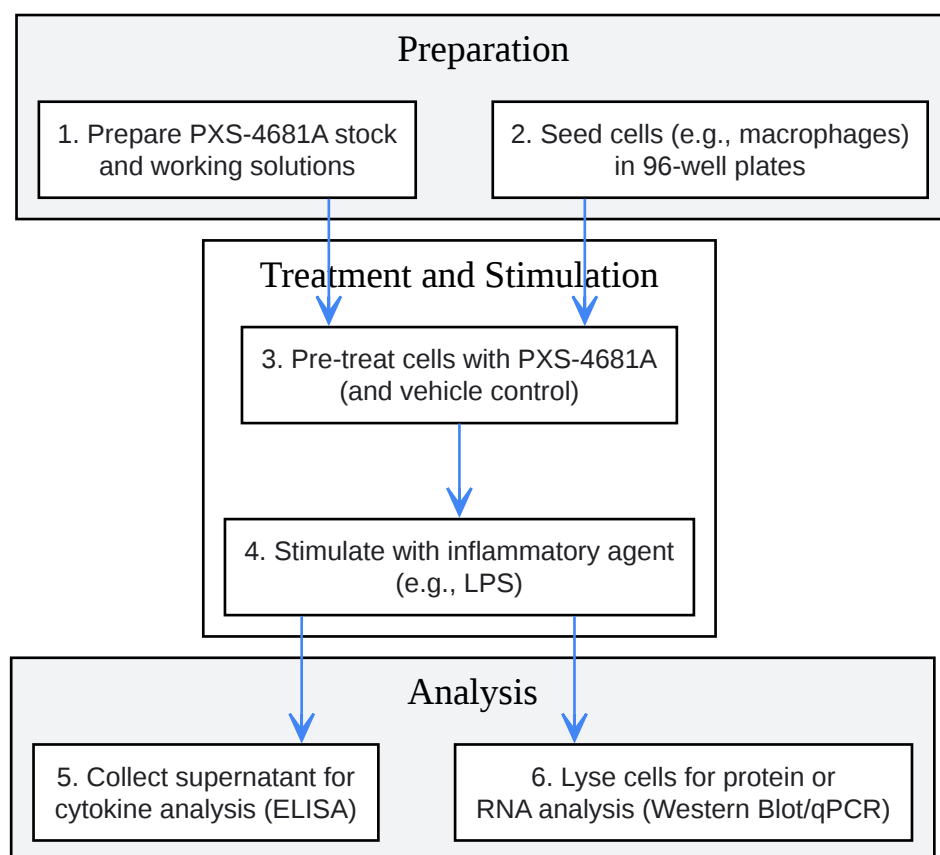 Preparation
1. Prepare PXS-4681A stock
and working solutions
2. Seed cells (e.g., macrophages)
in 96-well plates
Treatment and Stimulation
3. Pre-treat cells with PXS-4681A
(and vehicle control)
4. Stimulate with inflammatory agent
(e.g., LPS)
Analysis
5. Collect supernatant for
cytokine analysis (ELISA)
6. Lyse cells for protein or
RNA analysis (Western Blot/qPCR)